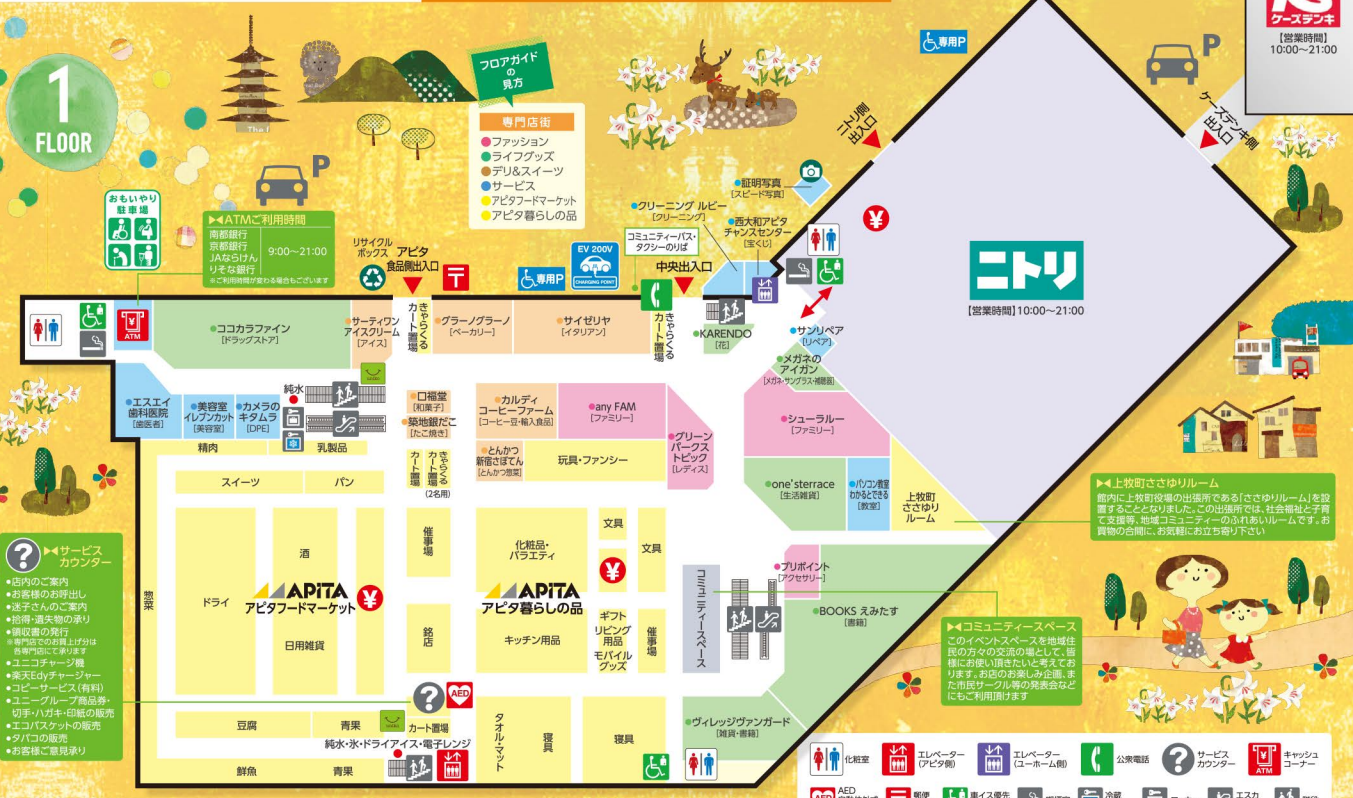 ケーズデンキ
【営業時間】
10:00〜21:00
1
FLOOR
フロアガイド
の
見方
専門店街
●ファッション
●ライフグッズ
●デリ&スイーツ
●サービス
●アピタフードマーケット
●アピタ暮らしの品
専用P
P
ニトリ側
出入口
ケーズデンキ側
出入口
P
おもいやり
駐車場
ATMご利用時間
南都銀行
京都銀行
JAならけん
りそな銀行
9:00〜21:00
※ご利用時間が変わる場合もございます
リサイクル
ボックス
アピタ
食品側出入口
専用P
EV 200V
CHARGING POINT
コミュニティーバス・
タクシーのりば
中央出入口
●クリーニング ルビー
[クリーニング]
●証明写真
[スピード写真]
●西大和アピタ
チャンスセンター
[宝くじ]
ニトリ
【営業時間】10:00〜21:00
ATM
●ココカラファイン
[ドラッグストア]
●サーティワン
アイスクリーム
[アイス]
きゃらくる
カート置場
●グラーノグラーノ
[ベーカリー]
●サイゼリヤ
[イタリアン]
きゃらくる
カート置場
●KARENDO
[花]
●サンリペア
[リペア]
●メガネの
アイガン
[メガネ・サングラス・補聴器]
●エスエイ
歯科医院
[歯医者]
●美容室
イレブンカット
[美容室]
●カメラの
キタムラ
[DPE]
純水
●口福堂
[和菓子]
●築地銀だこ
[たこ焼き]
●カルディ
コーヒーファーム
[コーヒー豆・輸入食品]
●any FAM
[ファミリー]
●グリーン
パークス
トピック
[レディス]
●シューラルー
[ファミリー]
●とんかつ
新宿さぼてん
[とんかつ惣菜]
玩具・ファンシー
精肉
乳製品
スイーツ
パン
カート置場
きゃらくる
カート置場
(2名用)
●one'sterrace
[生活雑貨]
●パソコン教室
わかるとできる
[教室]
上牧町
ささゆり
ルーム
上牧町ささゆりルーム
館内に上牧町役場の出張所である「ささゆりルーム」を設
置することとなりました。この出張所では、社会福祉と子育
て支援等、地域コミュニティーのふれあいルームです。お
買物の合間に、お気軽にお立ち寄り下さい
サービス
カウンター
●店内のご案内
●お客様のお呼出し
●迷子さんのご案内
●拾得・遺失物の承り
●領収書の発行
※専門店でのお買上げ分は
各専門店にて承ります
●ユニコチャージ機
●楽天Edyチャージャー
●コピーサービス(有料)
●ユニーグループ商品券・
切手・ハガキ・印紙の販売
●エコバスケットの販売
●タバコの販売
●お客様ご意見承り
惣菜
ドライ
酒
APiTA
アピタフードマーケット
日用雑貨
催事場
銘店
化粧品・
バラエティ
APiTA
アピタ暮らしの品
キッチン用品
文具
文具
ギフト
リビング
用品
モバイル
グッズ
催事場
コミュニティースペース
●プリポイント
[アクセサリー]
●BOOKS えみたす
[書籍]
コミュニティースペース
このイベントスペースを地域住
民の方々の交流の場として、皆
様にお使い頂きたいと考えてお
ります。お店のお楽しみ企画、ま
た市民サークル等の発表会など
にもご利用頂けます
AED
豆腐
青果
カート置場
純水・氷・ドライアイス・電子レンジ
鮮魚
青果
タオル・マット
寝具
寝具
●ヴィレッジヴァンガード
[雑貨・書籍]
化粧室
エレベーター
(アピタ側)
エレベーター
(ユーホーム側)
公衆電話
サービス
カウンター
ATM
キャッシュ
コーナー
AED
AED
郵便
車イス優先